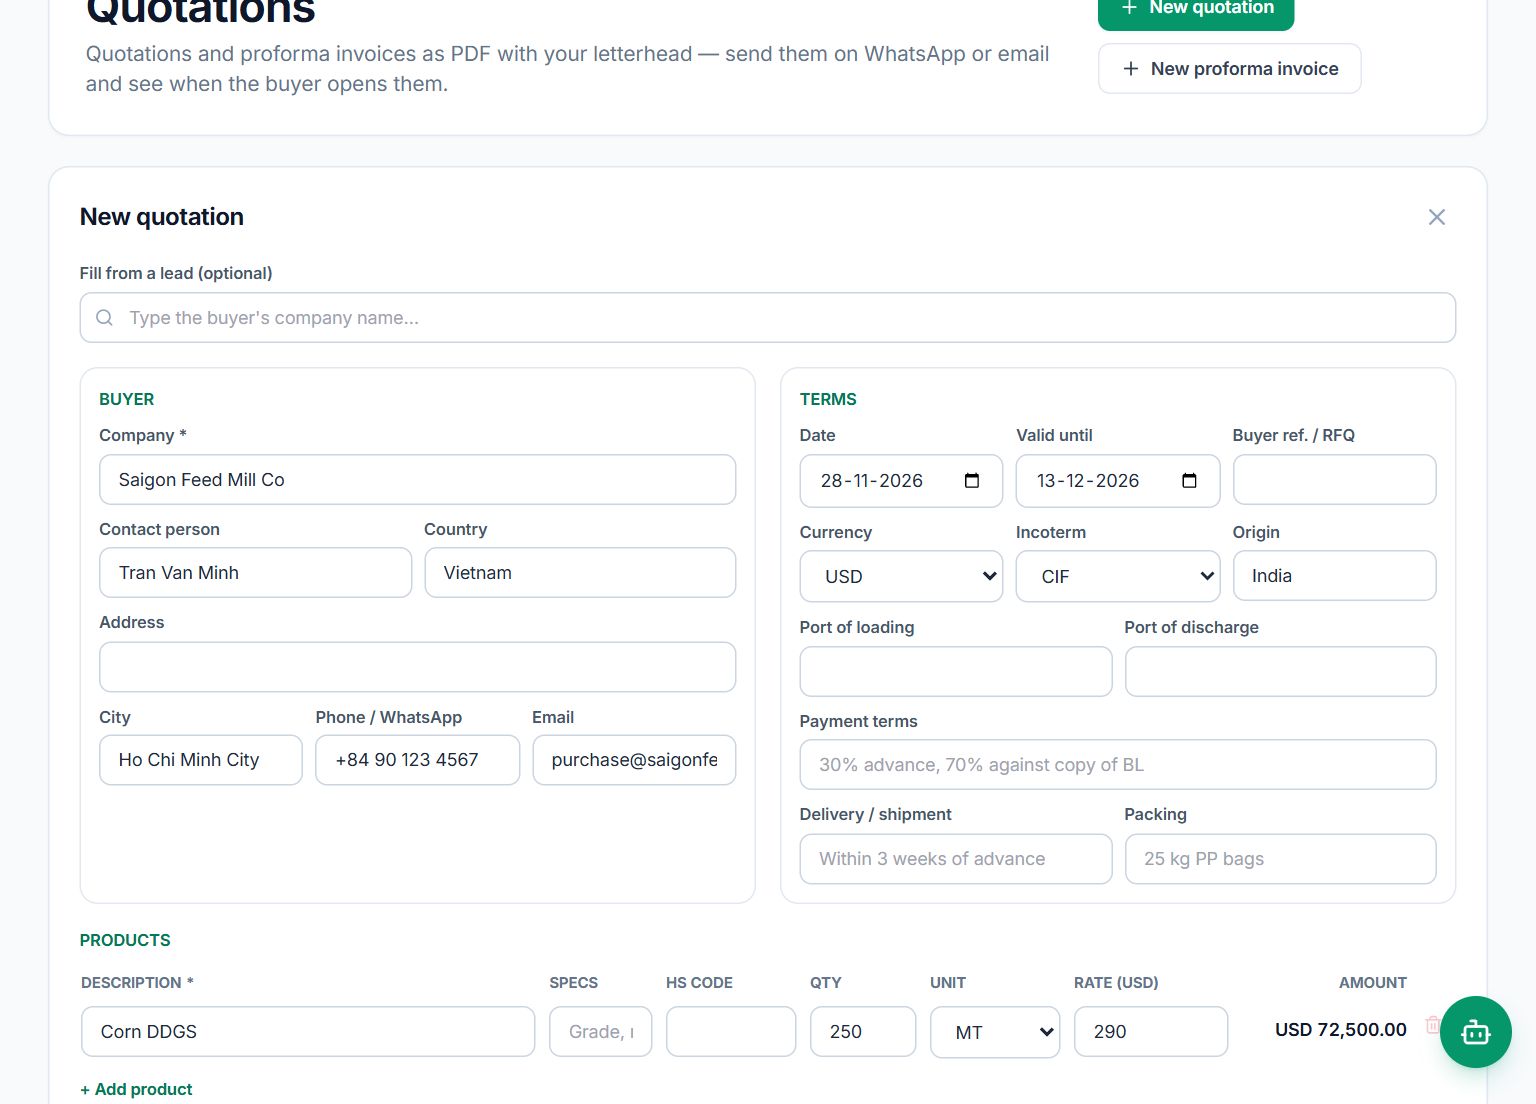 Quotations
+ New quotation
Quotations and proforma invoices as PDF with your letterhead — send them on WhatsApp or email
and see when the buyer opens them.
+ New proforma invoice
New quotation
Fill from a lead (optional)
Type the buyer's company name...
BUYER
Company *
Saigon Feed Mill Co
Contact person
Country
Tran Van Minh
Vietnam
Address
City
Phone / WhatsApp
Email
Ho Chi Minh City
+84 90 123 4567
purchase@saigonfe
TERMS
Date
Valid until
Buyer ref. / RFQ
28-11-2026
13-12-2026
Currency
Incoterm
Origin
USD
CIF
India
Port of loading
Port of discharge
Payment terms
30% advance, 70% against copy of BL
Delivery / shipment
Packing
Within 3 weeks of advance
25 kg PP bags
PRODUCTS
DESCRIPTION *
SPECS
HS CODE
QTY
UNIT
RATE (USD)
AMOUNT
Corn DDGS
Grade,
250
MT
290
USD 72,500.00
+ Add product